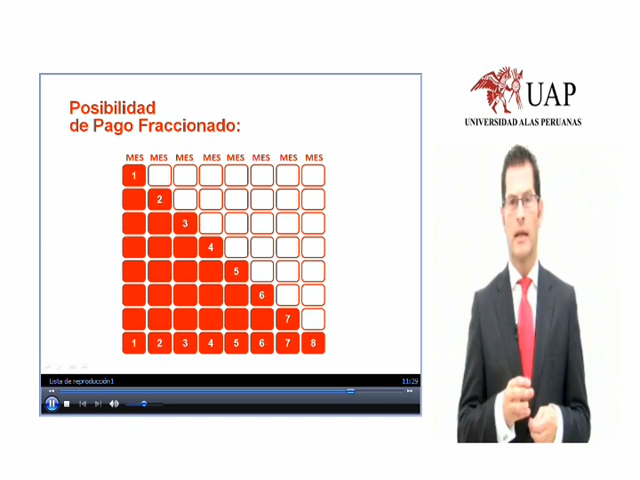 Posibilidad
de Pago Fraccionado:
MES MES MES MES MES MES MES MES
1
2
3
4
5
6
7
1 2 3 4 5 6 7 8
Lista de reproducción1
11:29
UAP
UNIVERSIDAD ALAS PERUANAS